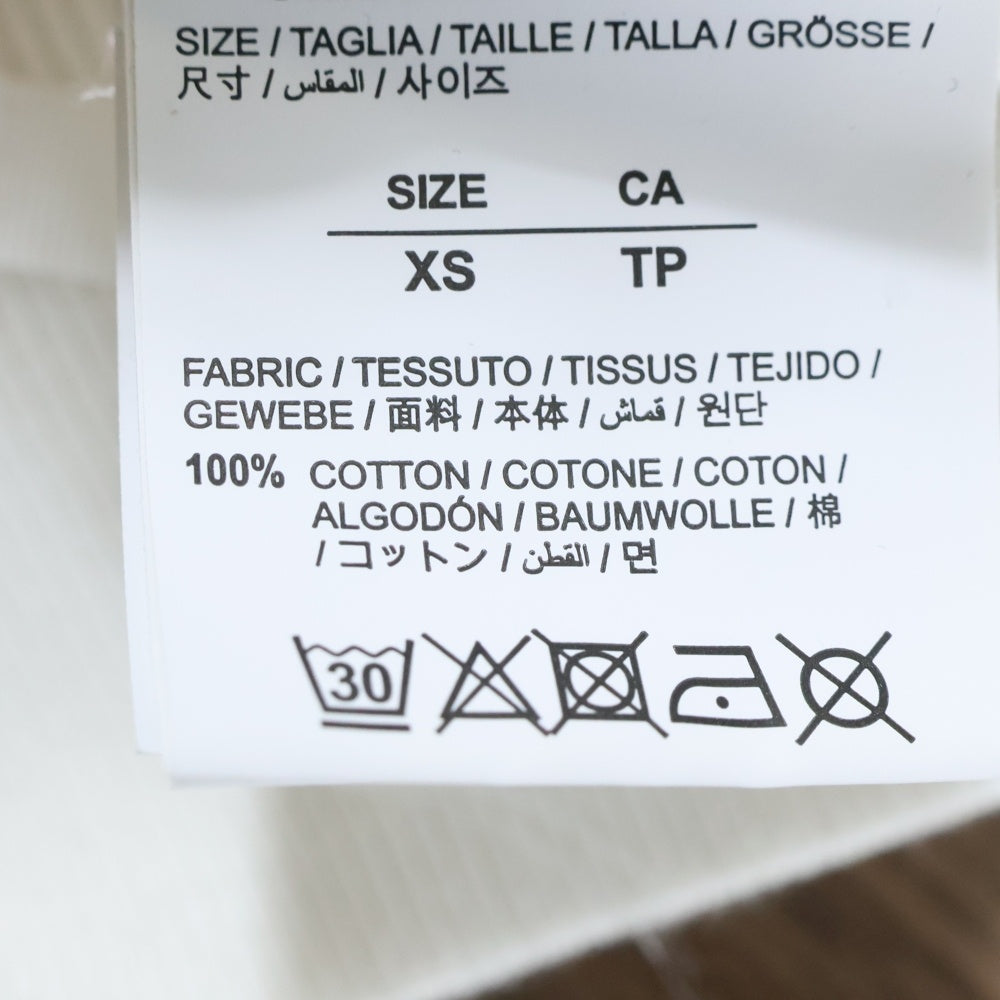 SIZE / TAGLIA / TAILLE / TALLA / GRÖSSE /
尺寸 / المقاس / 사이즈
SIZE CA
XS TP
FABRIC / TESSUTO / TISSUS / TEJIDO /
GEWEBE / 面料 / 本体 / قماش / 원단
100% COTTON / COTONE / COTON /
ALGODÓN / BAUMWOLLE / 棉
/ コットン / القطن / 면
30